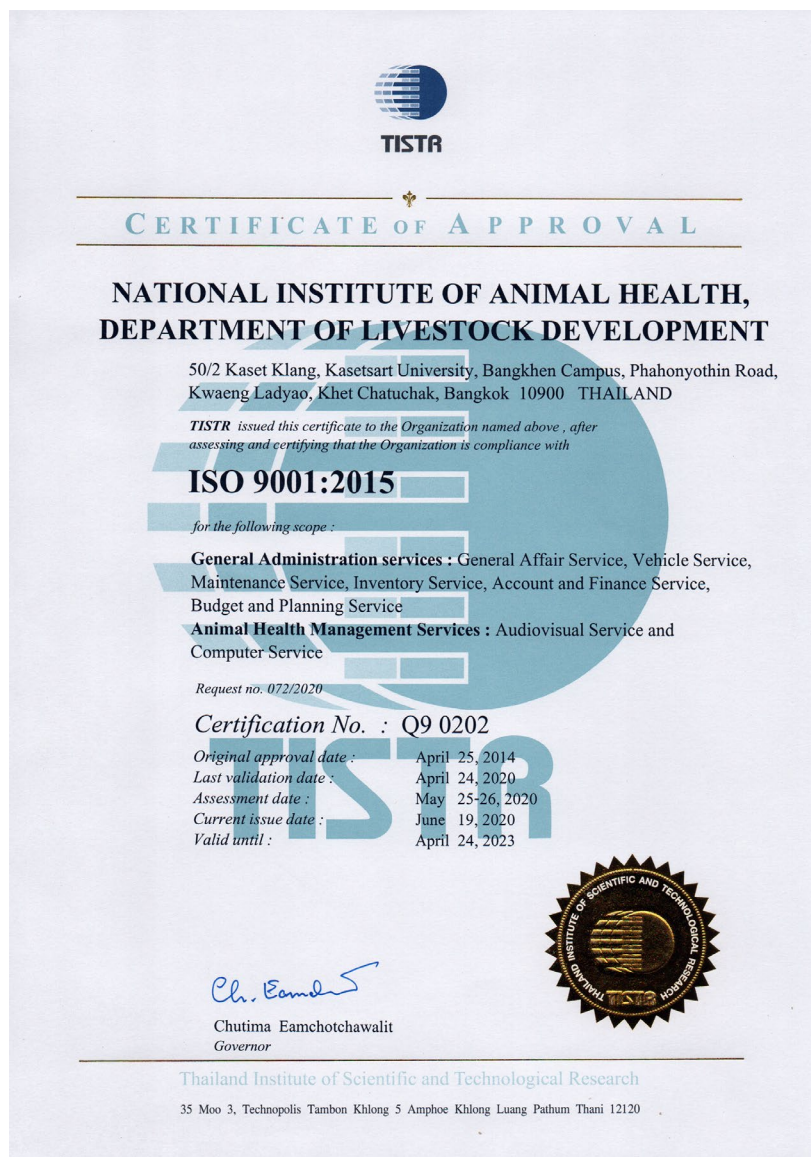 TISTR
CERTIFICATE OF APPROVAL
NATIONAL INSTITUTE OF ANIMAL HEALTH,
DEPARTMENT OF LIVESTOCK DEVELOPMENT
50/2 Kaset Klang, Kasetsart University, Bangkhen Campus, Phahonyothin Road,
Kwaeng Ladyao, Khet Chatuchak, Bangkok 10900 THAILAND
TISTR issued this certificate to the Organization named above , after
assessing and certifying that the Organization is compliance with
ISO 9001:2015
for the following scope :
General Administration services : General Affair Service, Vehicle Service,
Maintenance Service, Inventory Service, Account and Finance Service,
Budget and Planning Service
Animal Health Management Services : Audiovisual Service and
Computer Service
Request no. 072/2020
Certification No. : Q9 0202
TISTR
Original approval date : April 25, 2014
Last validation date : April 24, 2020
Assessment date : May 25-26, 2020
Current issue date : June 19, 2020
Valid until : April 24, 2023
THAILAND INSTITUTE OF SCIENTIFIC AND TECHNOLOGICAL RESEARCH
TISTR
Ch. Eamch
Chutima Eamchotchawalit
Governor
Thailand Institute of Scientific and Technological Research
35 Moo 3, Technopolis Tambon Khlong 5 Amphoe Khlong Luang Pathum Thani 12120